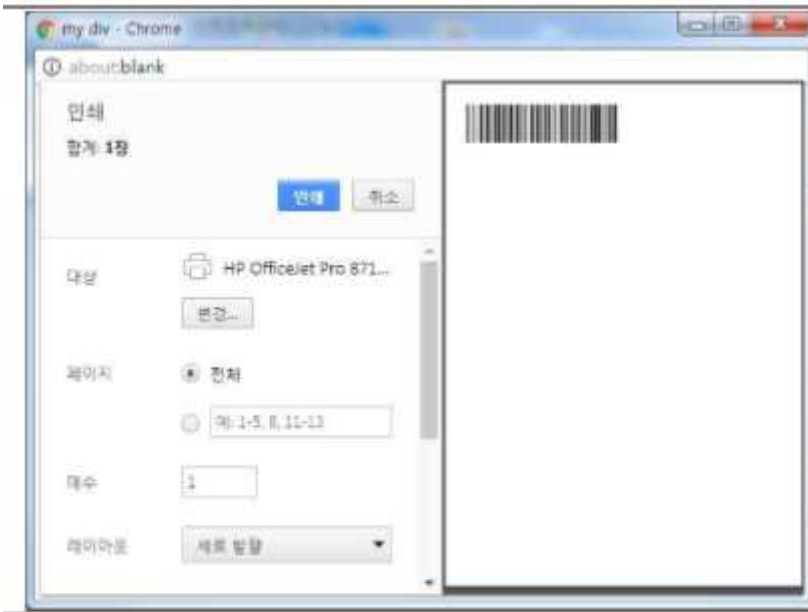 my div - Chrome
about:blank
인쇄
합계: 1장
인쇄
취소
대상
HP OfficeJet Pro 871...
변경...
페이지
전체
예: 1-5, 8, 11-13
매수
1
레이아웃
세로 방향